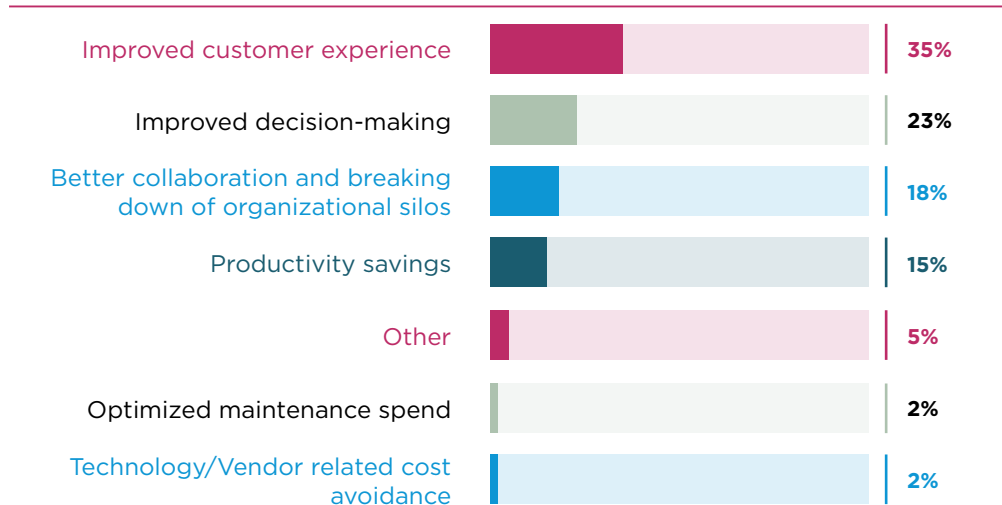 Improved customer experience 35%
Improved decision-making 23%
Better collaboration and breaking
down of organizational silos 18%
Productivity savings 15%
Other 5%
Optimized maintenance spend 2%
Technology/Vendor related cost
avoidance 2%